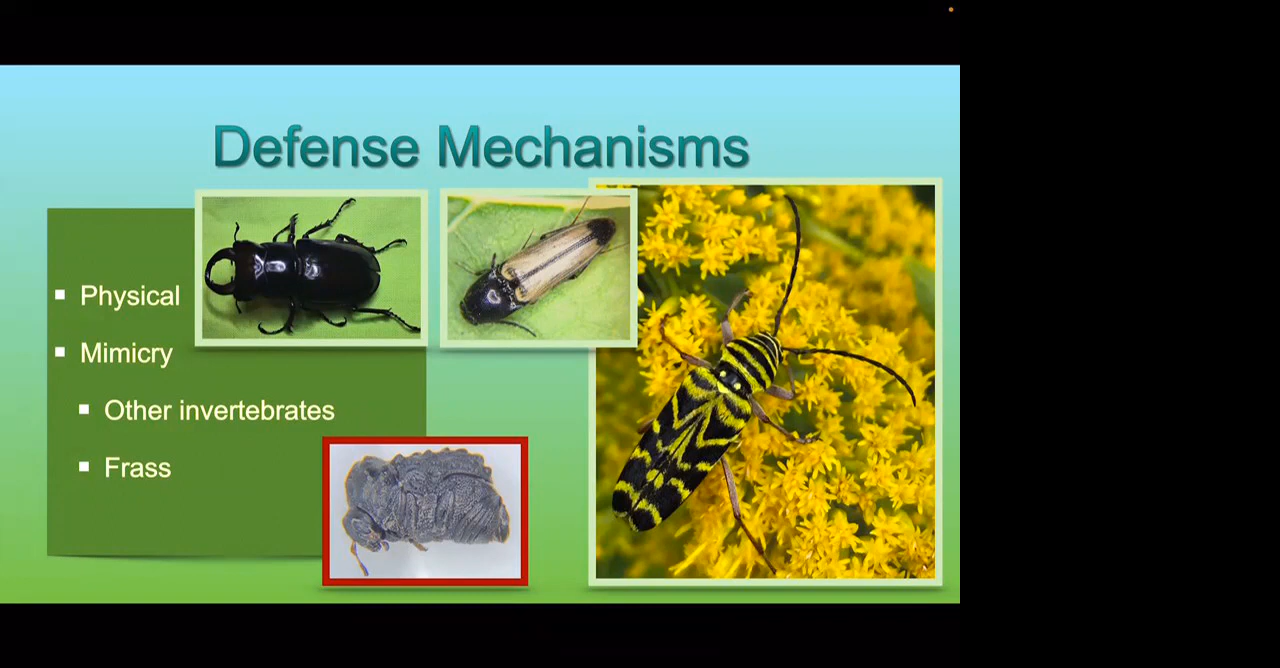 Defense Mechanisms
Physical
Mimicry
Other invertebrates
Frass